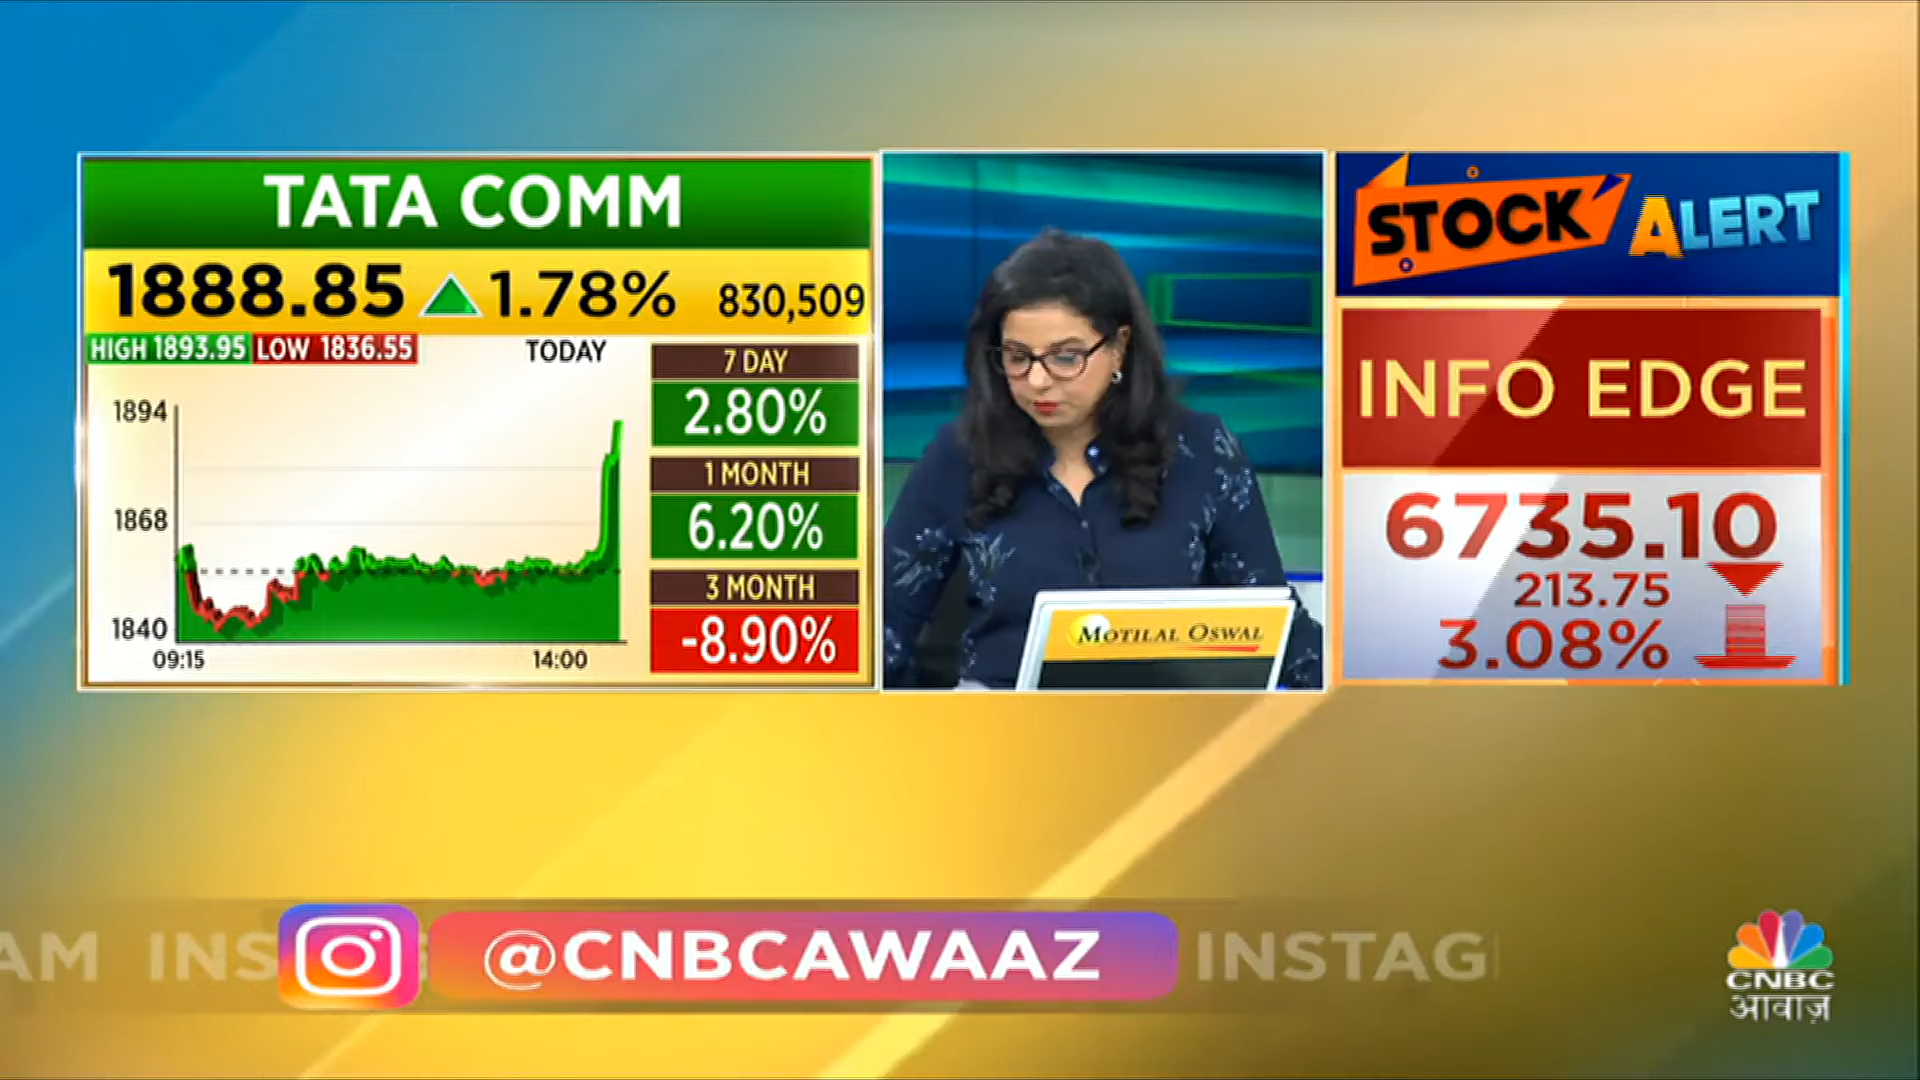 TATA COMM
1888.85 1.78% 830,509
HIGH 1893.95 LOW 1836.55 TODAY
1894
1868
1840
09:15 14:00
7 DAY
2.80%
1 MONTH
6.20%
3 MONTH
-8.90%
MOTILAL OSWAL
STOCK ALERT
INFO EDGE
6735.10
213.75
3.08%
AM INS @CNBCAWAAZ INSTAG
CNBC
आवाज़